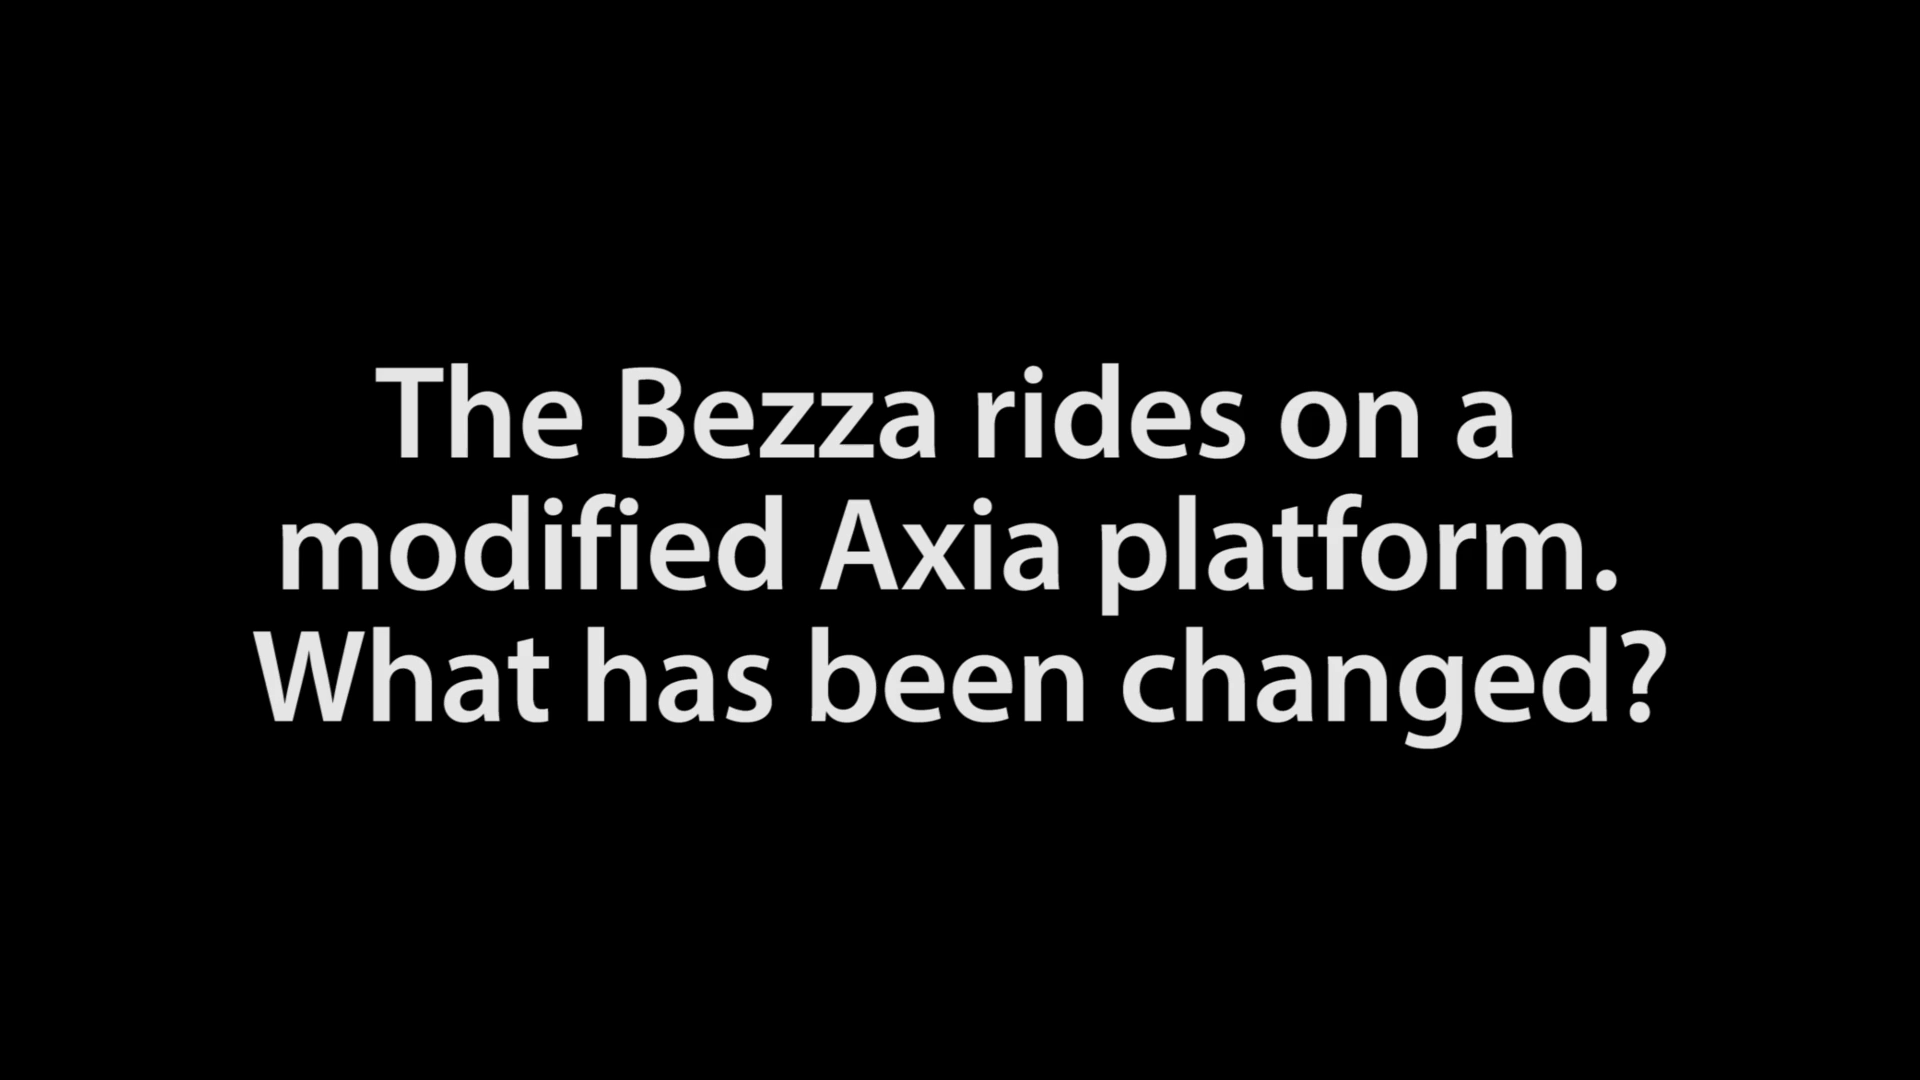 The Bezza rides on a
modified Axia platform.
What has been changed?